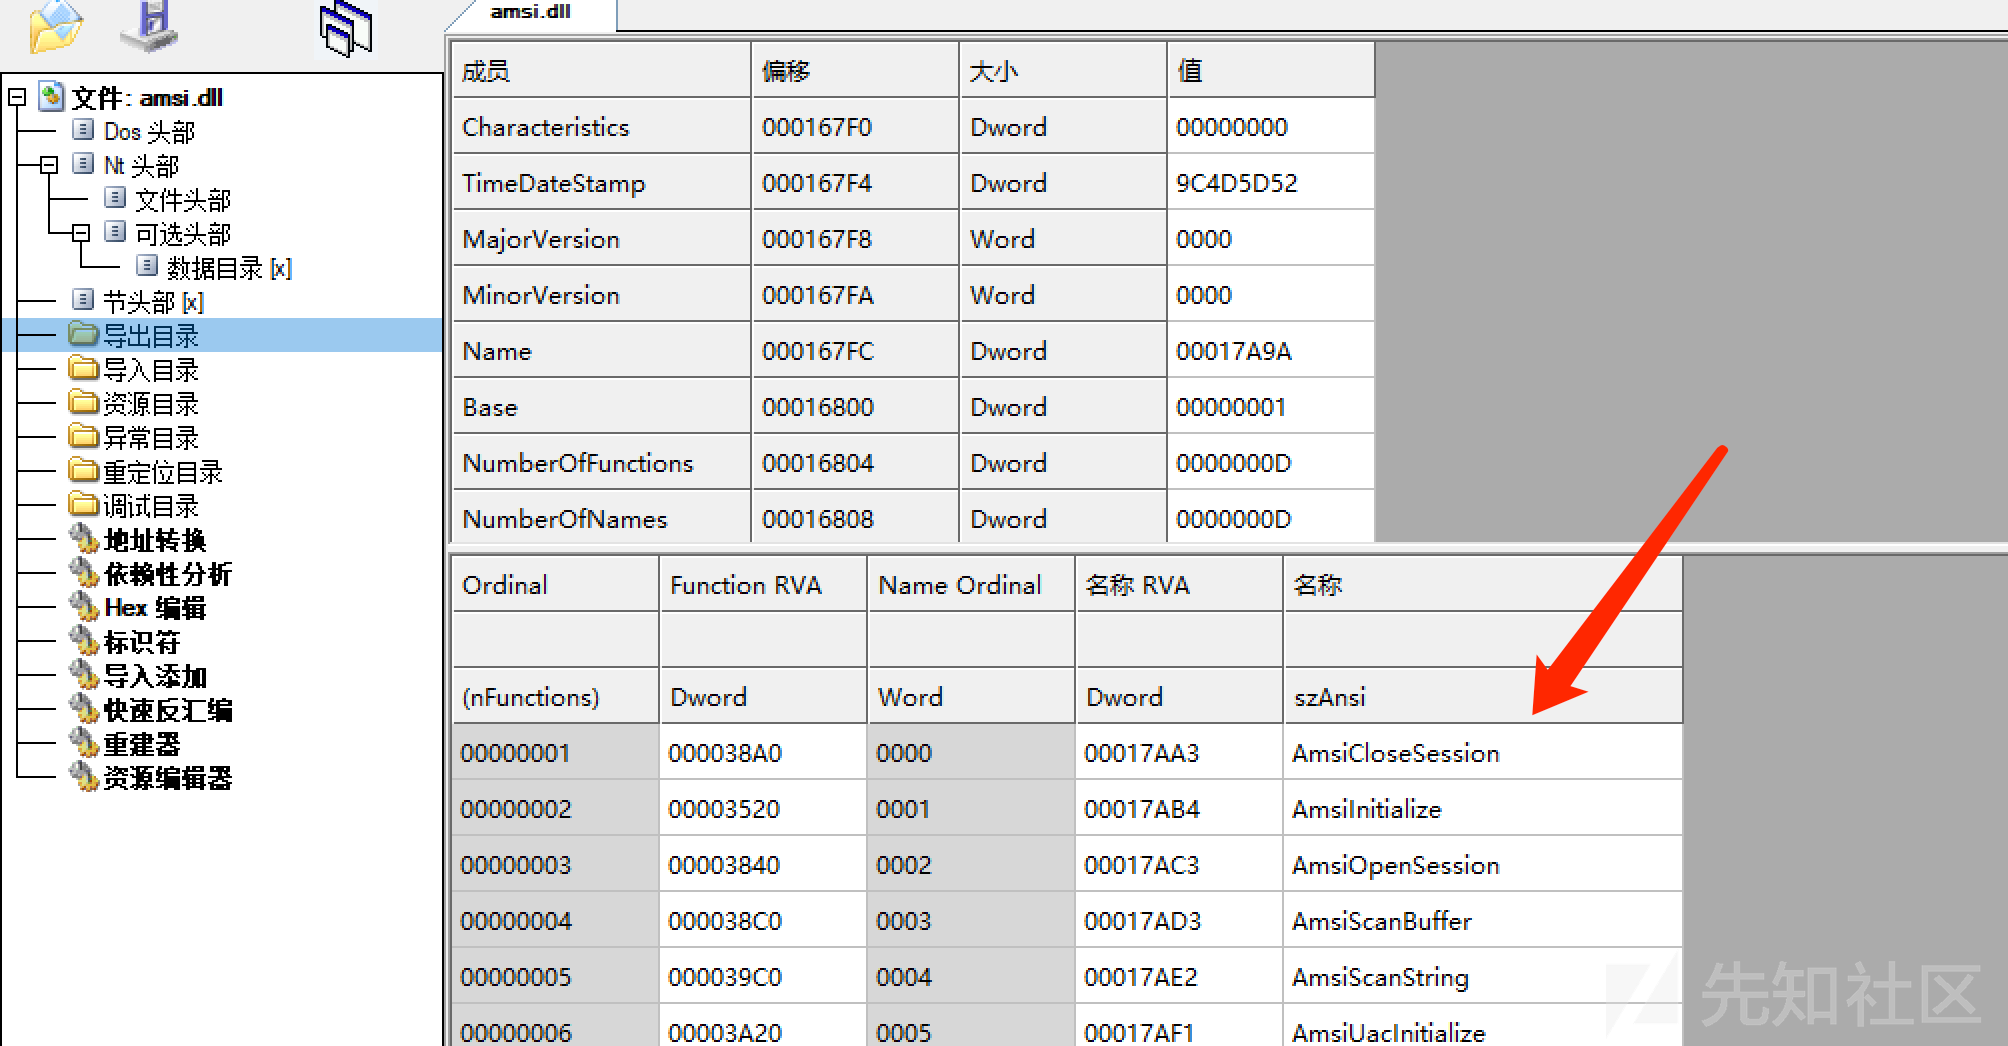 amsi.dll
文件: amsi.dll
Dos 头部
Nt 头部
文件头部
可选头部
数据目录 [x]
节头部 [x]
导出目录
导入目录
资源目录
异常目录
重定位目录
调试目录
地址转换
依赖性分析
Hex 编辑
标识符
导入添加
快速反汇编
重建器
资源编辑器
成员 偏移 大小 值
Characteristics 000167F0 Dword 00000000
TimeDateStamp 000167F4 Dword 9C4D5D52
MajorVersion 000167F8 Word 0000
MinorVersion 000167FA Word 0000
Name 000167FC Dword 00017A9A
Base 00016800 Dword 00000001
NumberOfFunctions 00016804 Dword 0000000D
NumberOfNames 00016808 Dword 0000000D
Ordinal Function RVA Name Ordinal 名称 RVA 名称
(nFunctions) Dword Word Dword szAnsi
00000001 000038A0 0000 00017AA3 AmsiCloseSession
00000002 00003520 0001 00017AB4 AmsiInitialize
00000003 00003840 0002 00017AC3 AmsiOpenSession
00000004 000038C0 0003 00017AD3 AmsiScanBuffer
00000005 000039C0 0004 00017AE2 AmsiScanString
00000006 00003A20 0005 00017AF1 AmsiUacInitialize
先知社区